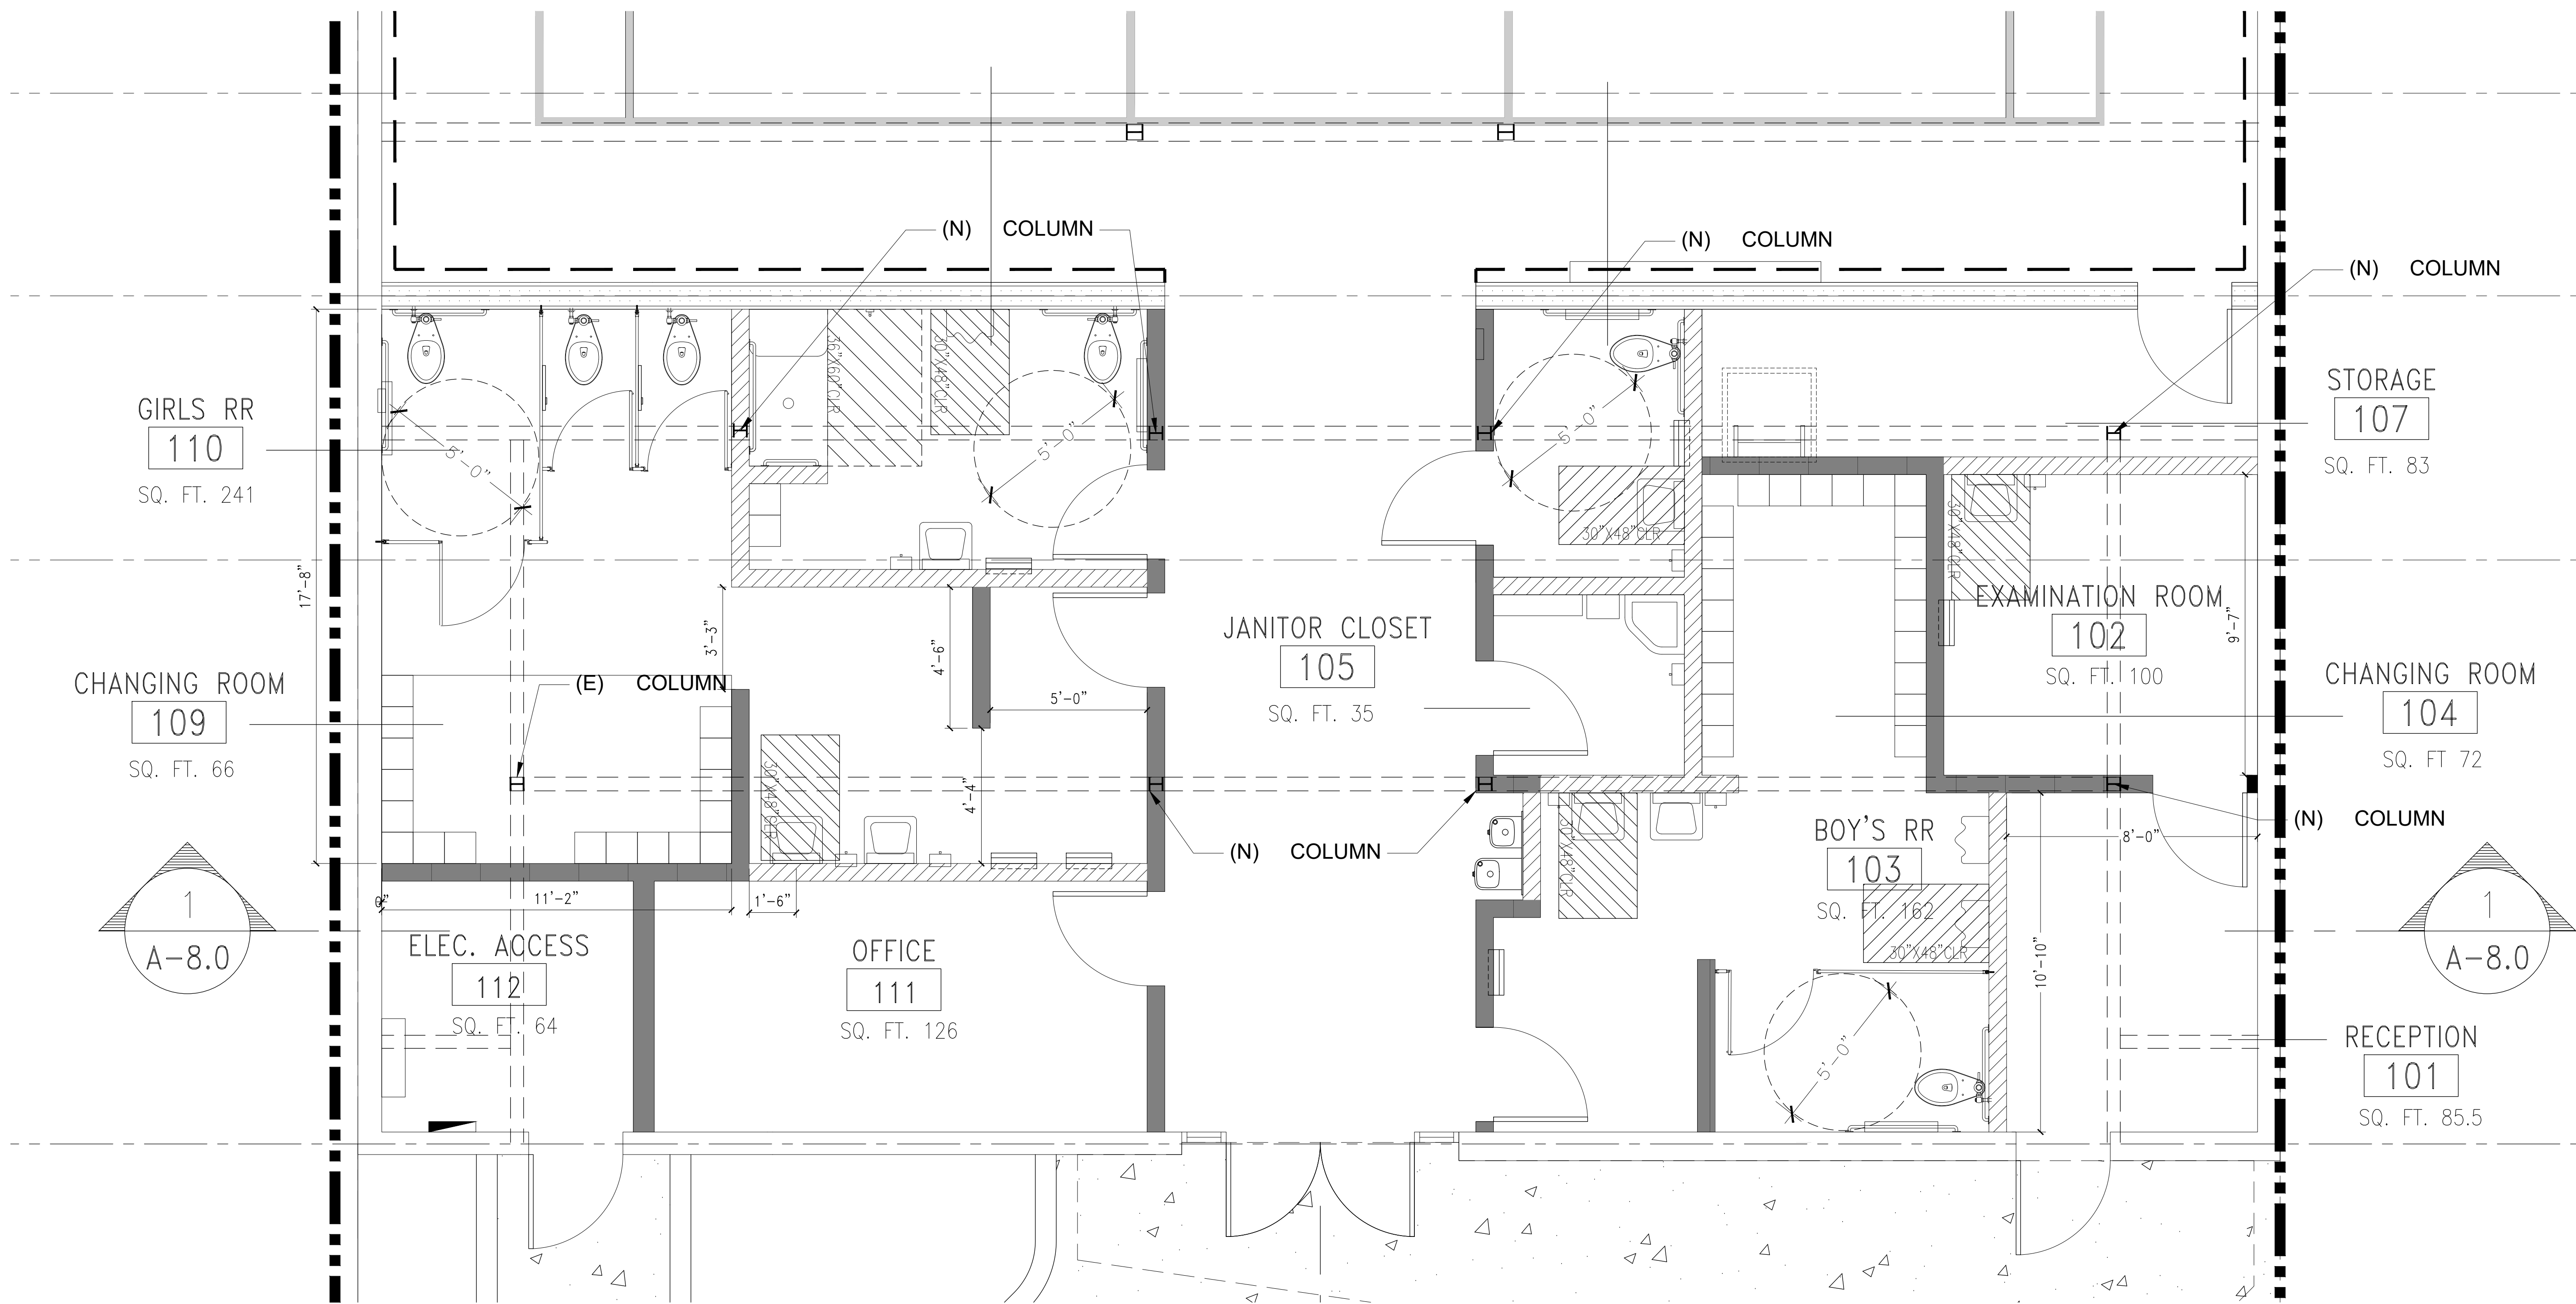 (N) COLUMN
(N) COLUMN
(N) COLUMN
GIRLS RR
110
SQ. FT. 241
5'-0"
36"X60"CLR
30"X48"CLR
5'-0"
5'-0"
30"X48"CLR
STORAGE
107
SQ. FT. 83
17'-8"
3'-3"
4'-6"
5'-0"
4'-4"
JANITOR CLOSET
105
SQ. FT. 35
30"X48"CLR
EXAMINATION ROOM
102
SQ. FT. 100
9'-7"
CHANGING ROOM
109
SQ. FT. 66
(E) COLUMN
CHANGING ROOM
104
SQ. FT 72
30"X48"CLR
(N) COLUMN
30"X48"CLR
BOY'S RR
103
SQ. FT. 162
30"X48"CLR
8'-0"
(N) COLUMN
1
A-8.0
11'-2"
1'-6"
ELEC. ACCESS
112
SQ. FT. 64
OFFICE
111
SQ. FT. 126
5'-0"
10'-10"
1
A-8.0
RECEPTION
101
SQ. FT. 85.5